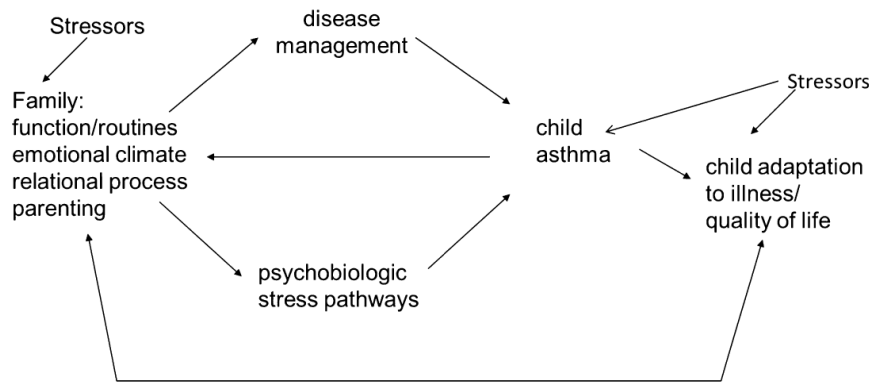 Stressors
disease
management
Stressors
Family:
function/routines
emotional climate
relational process
parenting
child
asthma
child adaptation
to illness/
quality of life
psychobiologic
stress pathways